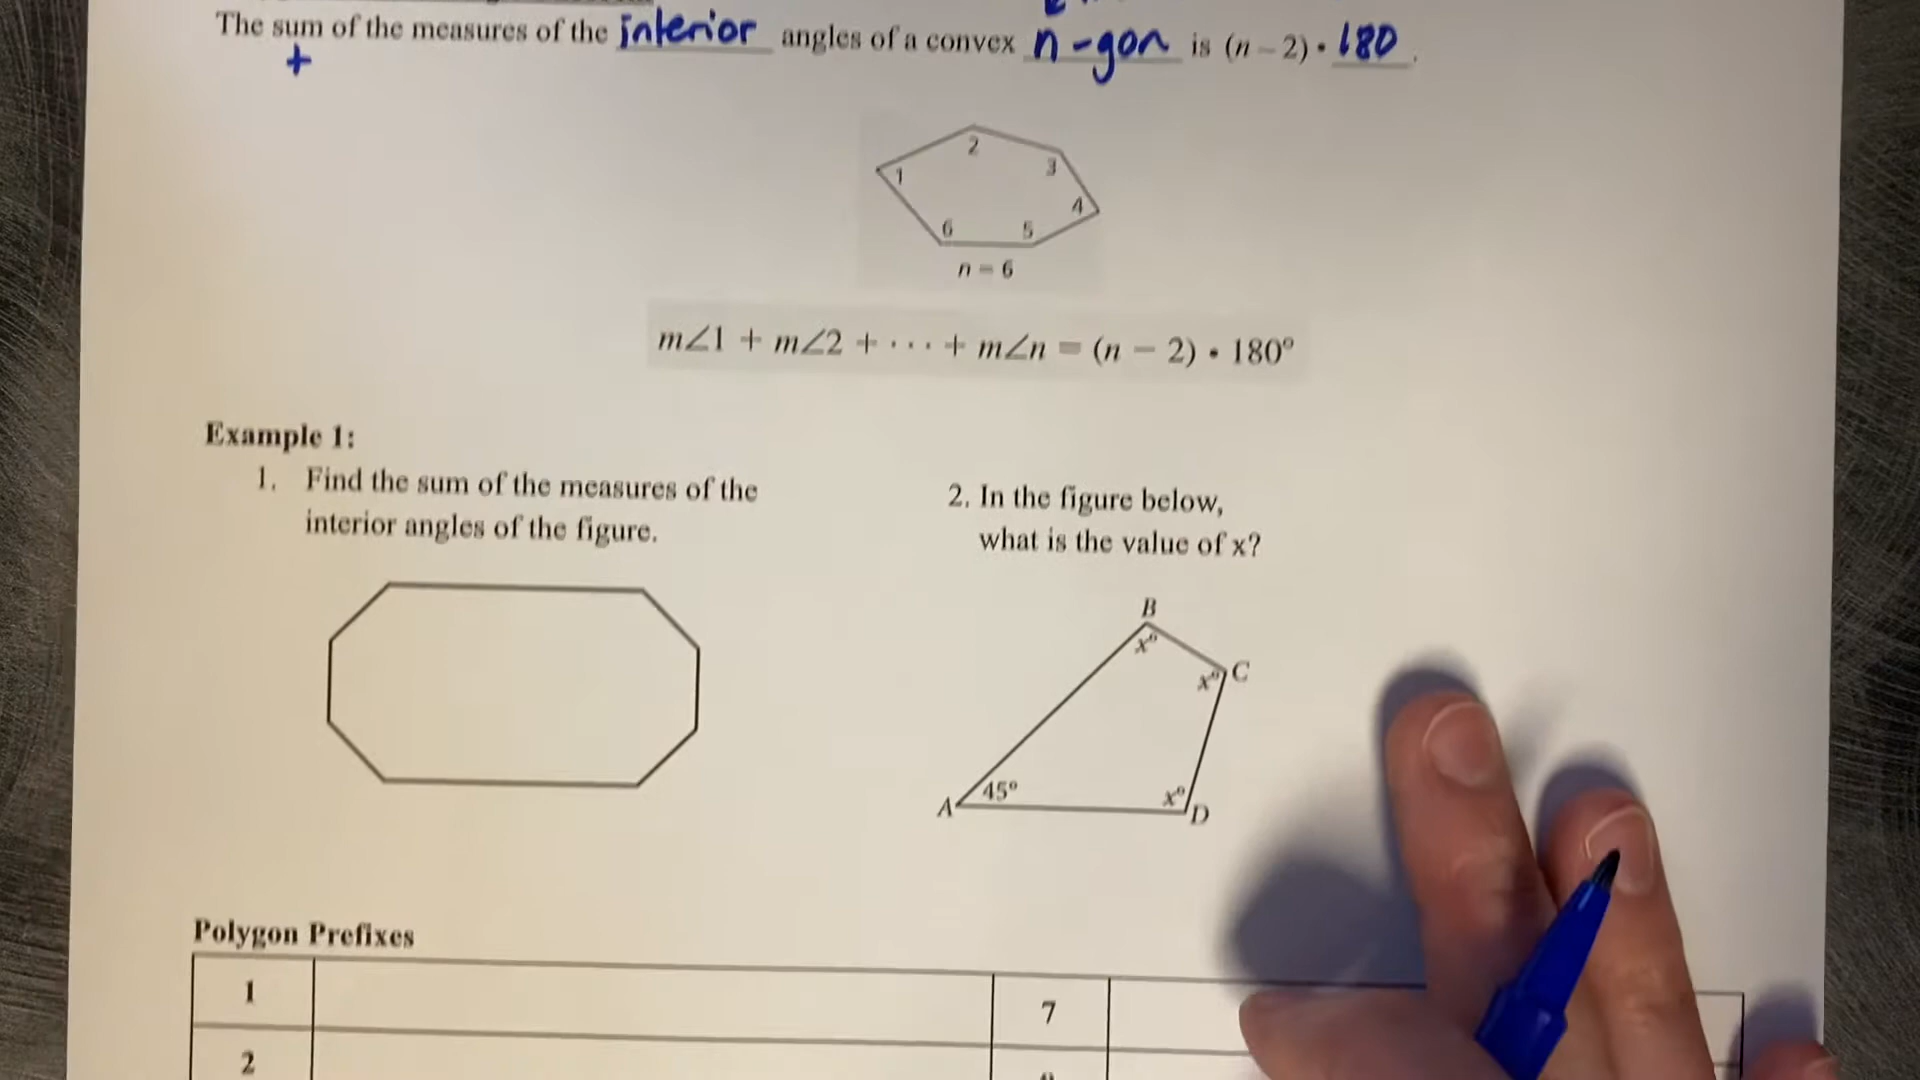 The sum of the measures of the interior angles of a convex n-gon is (n − 2) • 180 .
+
2
1
3
4
6
5
n = 6
m∠1 + m∠2 + · · · + m∠n = (n − 2) • 180°
Example 1:
1. Find the sum of the measures of the
interior angles of the figure.
2. In the figure below,
what is the value of x?
B
x°
x° C
A 45°
x° D
Polygon Prefixes
1
7
2